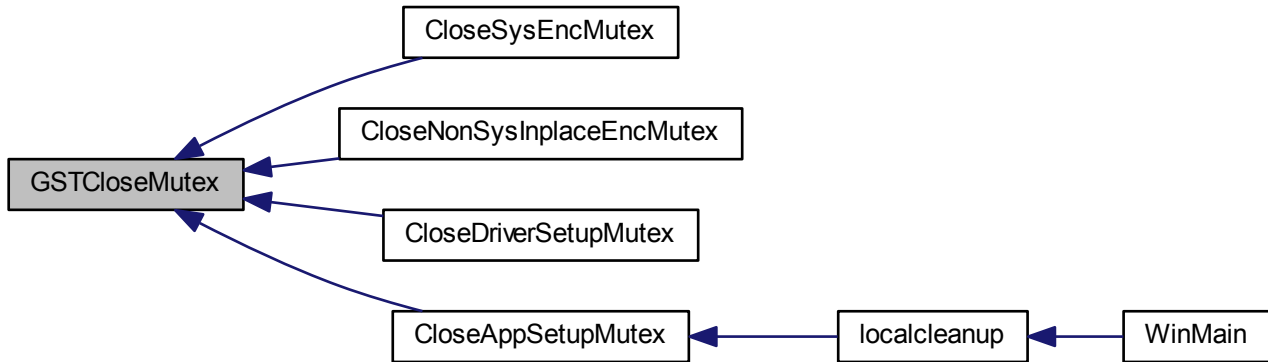 CloseSysEncMutex
CloseNonSysInplaceEncMutex
GSTCloseMutex
CloseDriverSetupMutex
CloseAppSetupMutex
localcleanup
WinMain